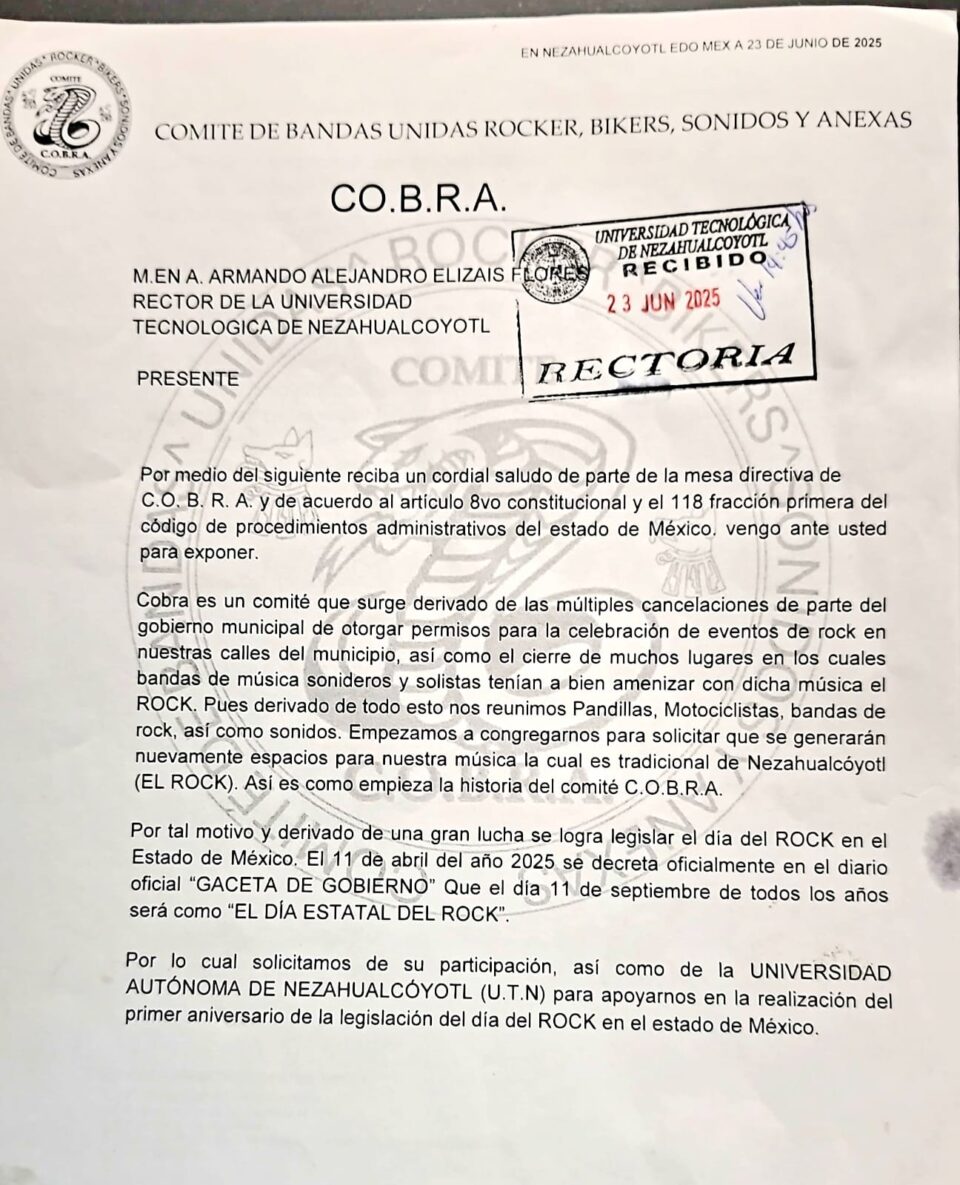 EN NEZAHUALCOYOTL EDO MEX A 23 DE JUNIO DE 2025
COMITE DE BANDAS UNIDAS ROCKER, BIKERS, SONIDOS Y ANEXAS
COMITE
C.O.B.R.A.
COMITE DE BANDAS UNIDAS ROCKER BIKERS SONIDOS Y ANEXAS
CO.B.R.A.
UNIVERSIDAD TECNOLÓGICA
DE NEZAHUALCOYOTL
RECIBIDO
23 JUN 2025
RECTORIA
M.EN A. ARMANDO ALEJANDRO ELIZAIS FLORES
RECTOR DE LA UNIVERSIDAD
TECNOLOGICA DE NEZAHUALCOYOTL
PRESENTE
Por medio del siguiente reciba un cordial saludo de parte de la mesa directiva de
C.O. B. R. A. y de acuerdo al artículo 8vo constitucional y el 118 fracción primera del
código de procedimientos administrativos del estado de México. vengo ante usted
para exponer.
Cobra es un comité que surge derivado de las múltiples cancelaciones de parte del
gobierno municipal de otorgar permisos para la celebración de eventos de rock en
nuestras calles del municipio, así como el cierre de muchos lugares en los cuales
bandas de música sonideros y solistas tenían a bien amenizar con dicha música el
ROCK. Pues derivado de todo esto nos reunimos Pandillas, Motociclistas, bandas de
rock, así como sonidos. Empezamos a congregarnos para solicitar que se generarán
nuevamente espacios para nuestra música la cual es tradicional de Nezahualcóyotl
(EL ROCK). Así es como empieza la historia del comité C.O.B.R.A.
Por tal motivo y derivado de una gran lucha se logra legislar el día del ROCK en el
Estado de México. El 11 de abril del año 2025 se decreta oficialmente en el diario
oficial “GACETA DE GOBIERNO” Que el día 11 de septiembre de todos los años
será como “EL DÍA ESTATAL DEL ROCK”.
Por lo cual solicitamos de su participación, así como de la UNIVERSIDAD
AUTÓNOMA DE NEZAHUALCÓYOTL (U.T.N) para apoyarnos en la realización del
primer aniversario de la legislación del día del ROCK en el estado de México.